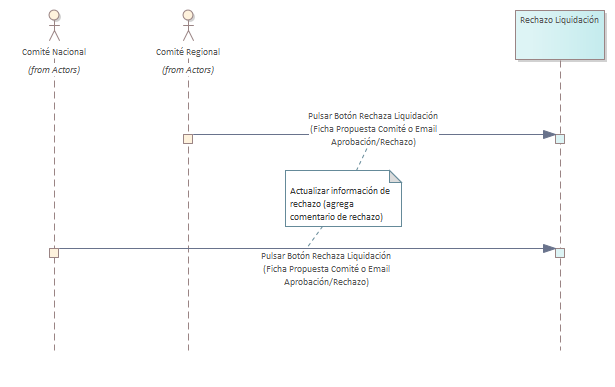 Comité Nacional
(from Actors)
Comité Regional
(from Actors)
Rechazo Liquidación
Pulsar Botón Rechaza Liquidación
(Ficha Propuesta Comité o Email
Aprobación/Rechazo)
Actualizar información de
rechazo (agrega
comentario de rechazo)
Pulsar Botón Rechaza Liquidación
(Ficha Propuesta Comité o Email
Aprobación/Rechazo)